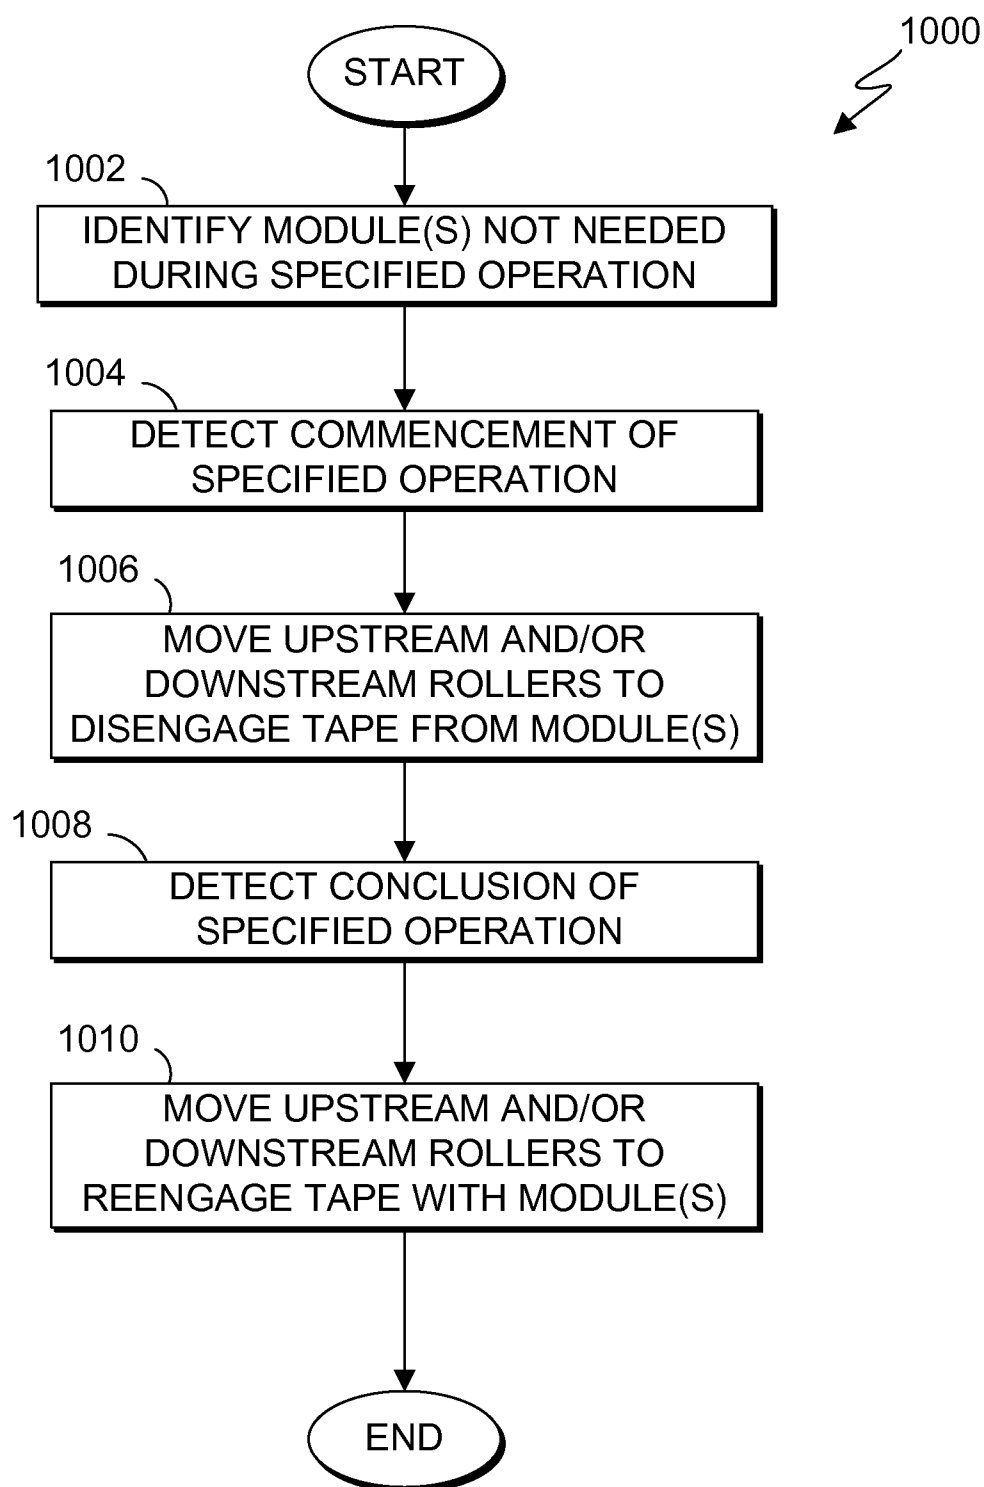 1000
START
1002
IDENTIFY MODULE(S) NOT NEEDED
DURING SPECIFIED OPERATION
1004
DETECT COMMENCEMENT OF
SPECIFIED OPERATION
1006
MOVE UPSTREAM AND/OR
DOWNSTREAM ROLLERS TO
DISENGAGE TAPE FROM MODULE(S)
1008
DETECT CONCLUSION OF
SPECIFIED OPERATION
1010
MOVE UPSTREAM AND/OR
DOWNSTREAM ROLLERS TO
REENGAGE TAPE WITH MODULE(S)
END